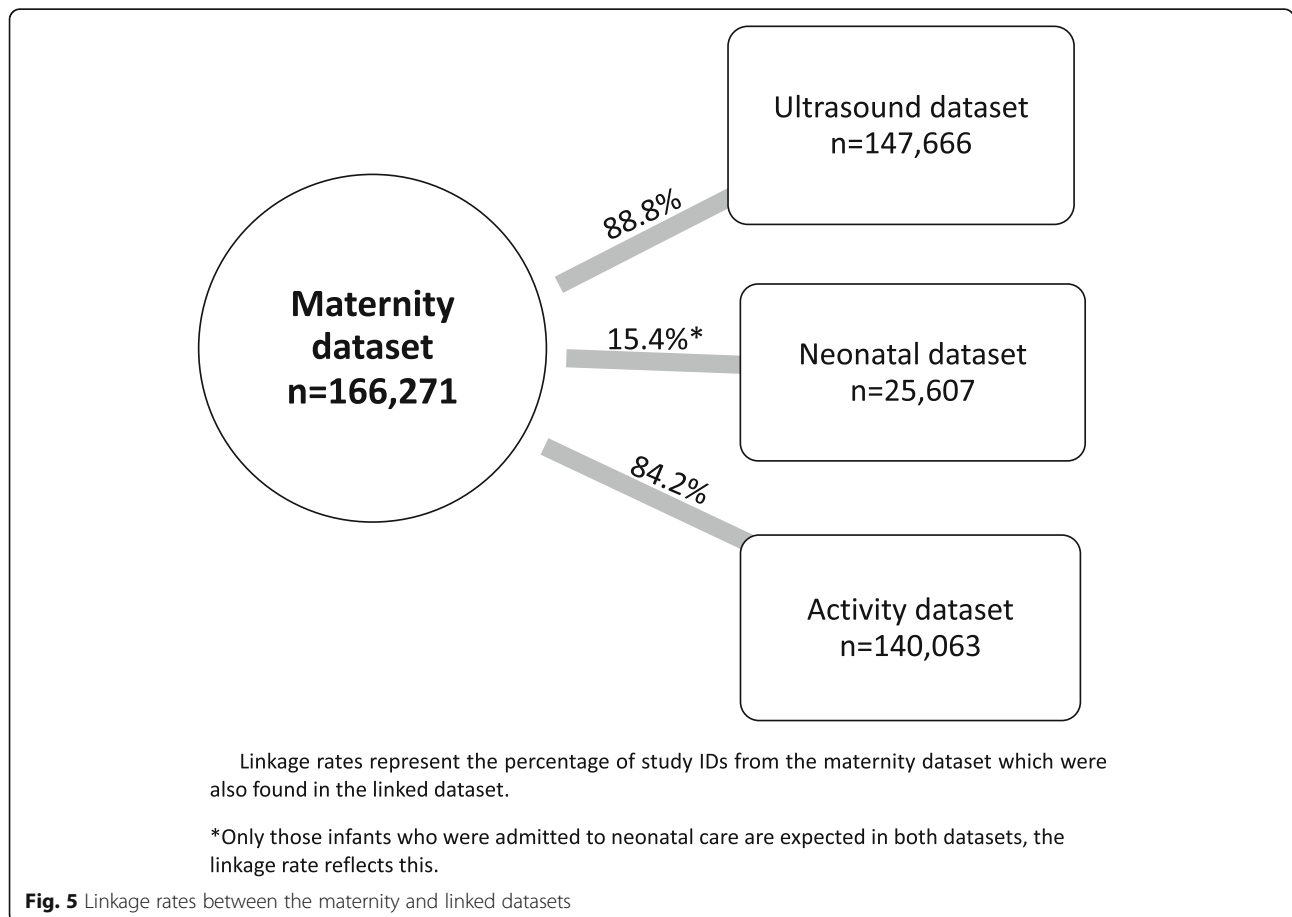 Ultrasound dataset
n=147,666
88.8%
Maternity
dataset
n=166,271
15.4%*
Neonatal dataset
n=25,607
84.2%
Activity dataset
n=140,063
Linkage rates represent the percentage of study IDs from the maternity dataset which were
also found in the linked dataset.
*Only those infants who were admitted to neonatal care are expected in both datasets, the
linkage rate reflects this.
Fig. 5 Linkage rates between the maternity and linked datasets